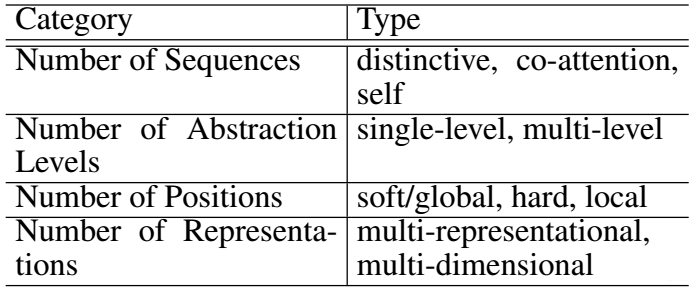 Category Type
Number of Sequences distinctive, co-attention,
self
Number of Abstraction single-level, multi-level
Levels
Number of Positions soft/global, hard, local
Number of Representa- multi-representational,
tions multi-dimensional